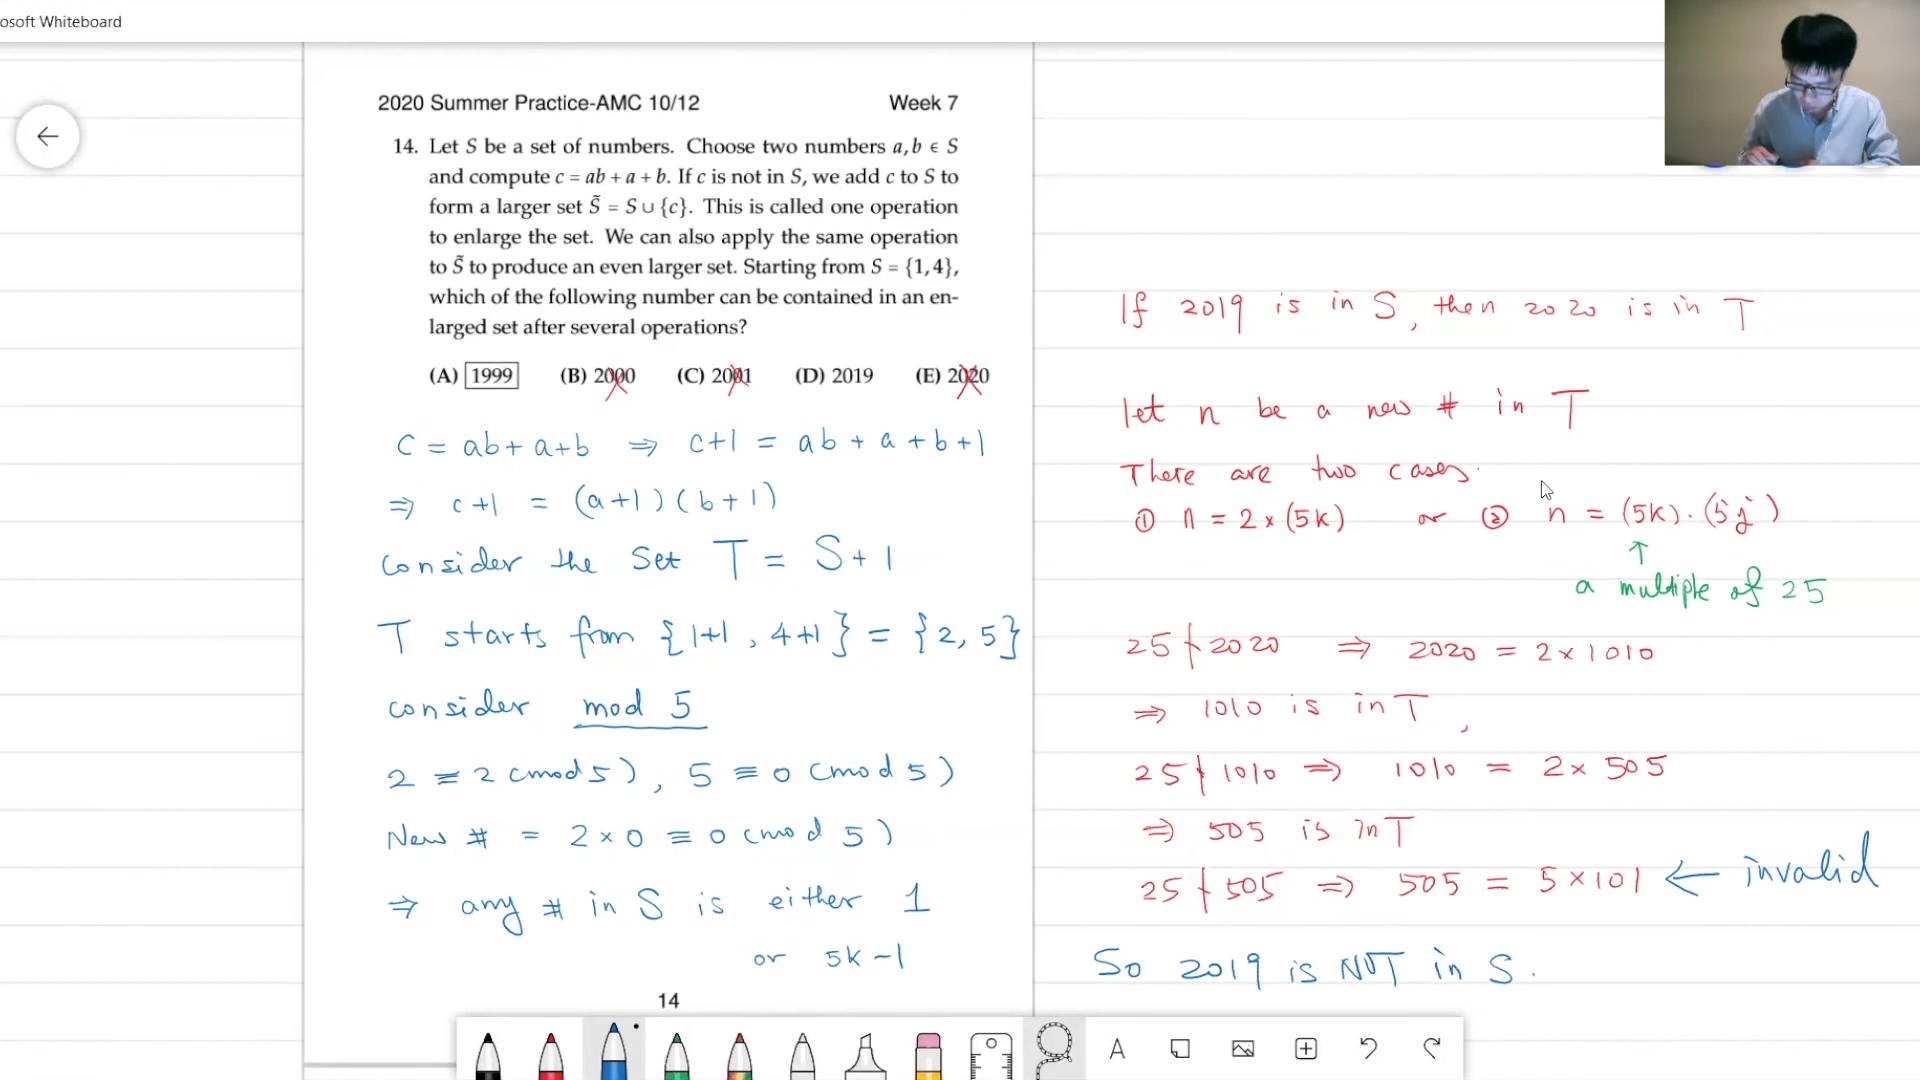 osoft Whiteboard
2020 Summer Practice-AMC 10/12 Week 7
14. Let S be a set of numbers. Choose two numbers a, b ∈ S
and compute c = ab + a + b. If c is not in S, we add c to S to
form a larger set S̃ = S ∪ {c}. This is called one operation
to enlarge the set. We can also apply the same operation
to S̃ to produce an even larger set. Starting from S = {1, 4},
which of the following number can be contained in an en-
larged set after several operations?
(A) 1999 (B) 2000 (C) 2001 (D) 2019 (E) 2020
C = ab + a + b ⇒ c+1 = ab + a + b + 1
⇒ c+1 = (a+1)(b+1)
Consider the Set T = S + 1
T starts from {1+1, 4+1} = {2, 5}
consider mod 5
2 ≡ 2 (mod 5), 5 ≡ 0 (mod 5)
New # = 2 × 0 ≡ 0 (mod 5)
⇒ any # in S is either 1
or 5k - 1
14
If 2019 is in S, then 2020 is in T
let n be a new # in T
There are two cases.
① n = 2 × (5k) or ② n = (5k) · (5j)
↑
a multiple of 25
25 ∤ 2020 ⇒ 2020 = 2 × 1010
⇒ 1010 is in T,
25 ∤ 1010 ⇒ 1010 = 2 × 505
⇒ 505 is in T
25 ∤ 505 ⇒ 505 = 5 × 101 ← invalid
So 2019 is NOT in S.
A